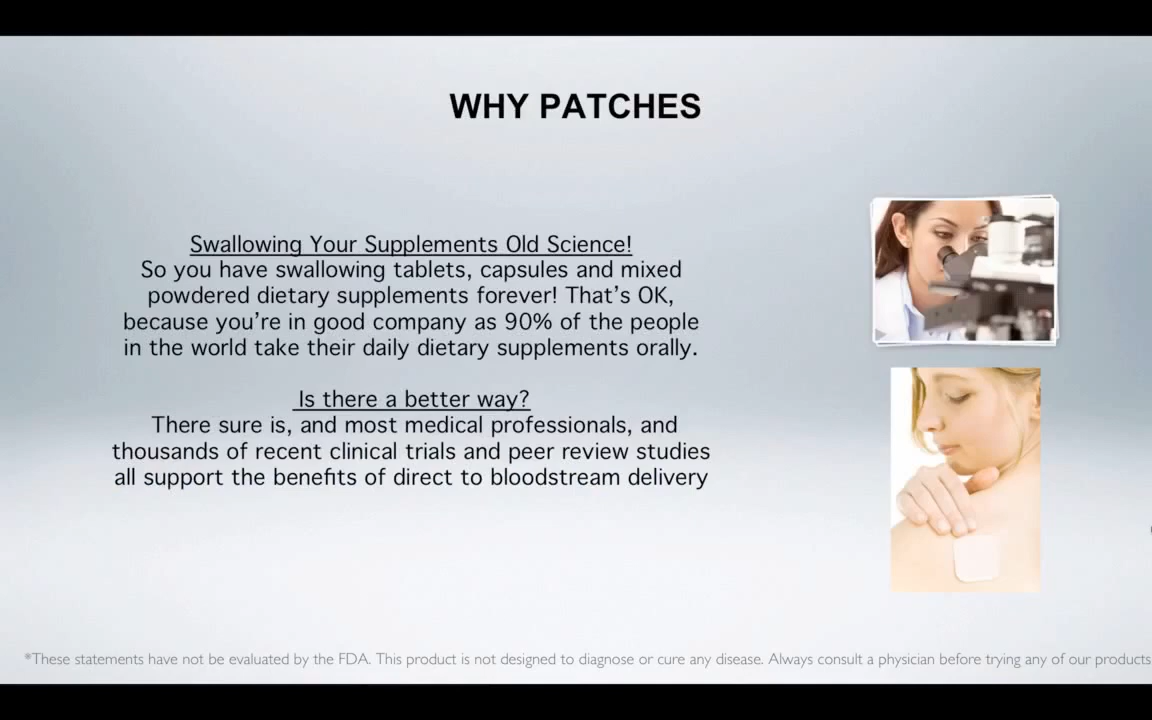 WHY PATCHES
Swallowing Your Supplements Old Science!
So you have swallowing tablets, capsules and mixed
powdered dietary supplements forever! That's OK,
because you're in good company as 90% of the people
in the world take their daily dietary supplements orally.
Is there a better way?
There sure is, and most medical professionals, and
thousands of recent clinical trials and peer review studies
all support the benefits of direct to bloodstream delivery
*These statements have not be evaluated by the FDA. This product is not designed to diagnose or cure any disease. Always consult a physician before trying any of our products